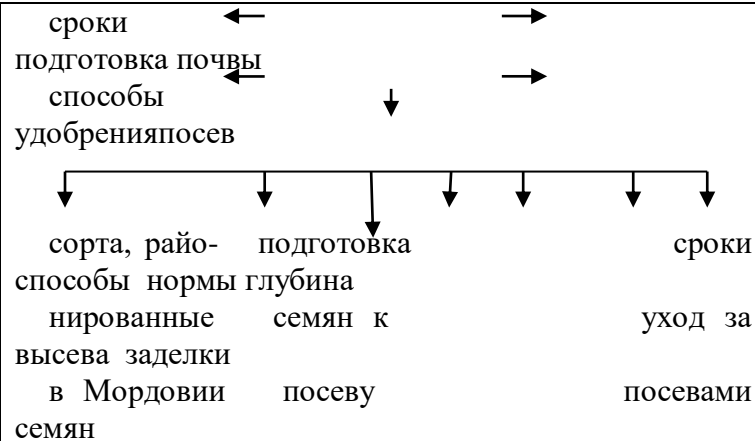 сроки
подготовка почвы
способы
удобренияпосев
сорта, райо- подготовка сроки
способы нормы глубина
нированные семян к уход за
высева заделки
в Мордовии посеву посевами
семян